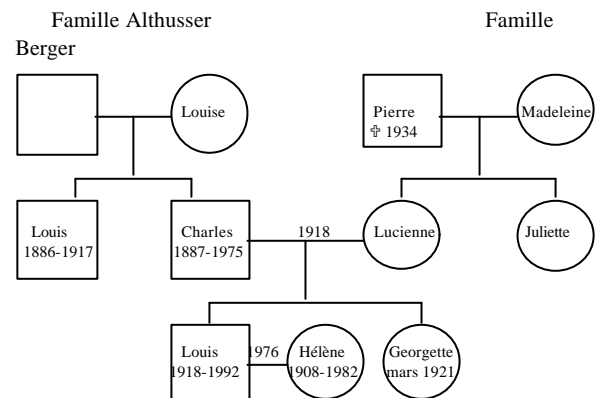 Famille Althusser Famille
Berger
Louise
Pierre
✞ 1934
Madeleine
Louis
1886-1917
Charles
1887-1975
1918
Lucienne
Juliette
Louis
1918-1992
1976
Hélène
1908-1982
Georgette
mars 1921